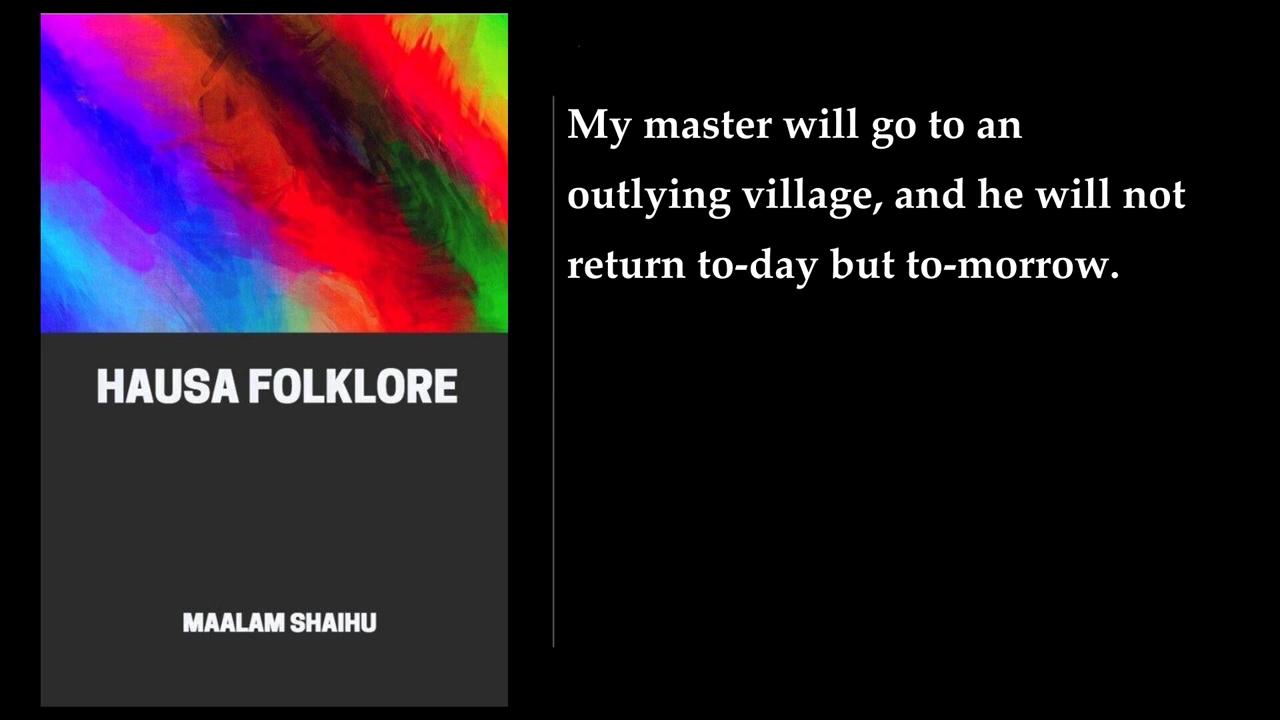 HAUSA FOLKLORE
MAALAM SHAIHU
My master will go to an
outlying village, and he will not
return to-day but to-morrow.